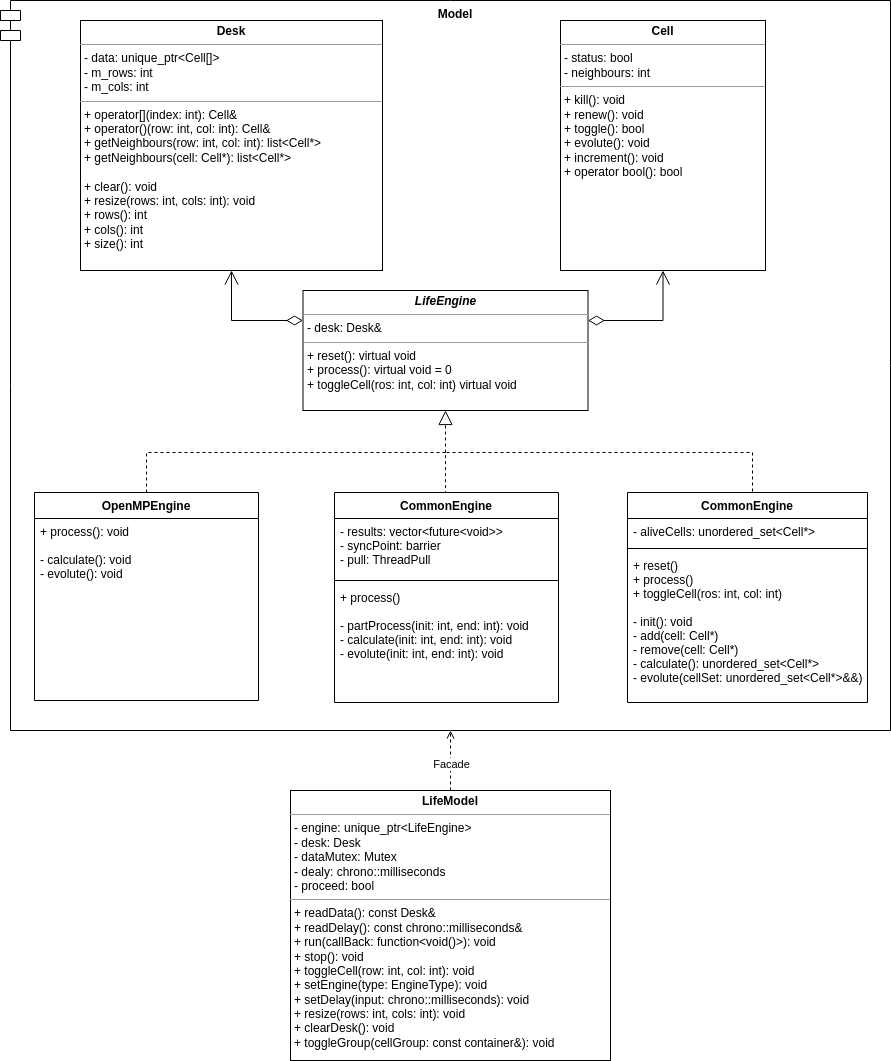 Model
Desk
- data: unique_ptr<Cell[]>
- m_rows: int
- m_cols: int
+ operator[](index: int): Cell&
+ operator()(row: int, col: int): Cell&
+ getNeighbours(row: int, col: int): list<Cell*>
+ getNeighbours(cell: Cell*): list<Cell*>
+ clear(): void
+ resize(rows: int, cols: int): void
+ rows(): int
+ cols(): int
+ size(): int
Cell
- status: bool
- neighbours: int
+ kill(): void
+ renew(): void
+ toggle(): bool
+ evolute(): void
+ increment(): void
+ operator bool(): bool
LifeEngine
- desk: Desk&
+ reset(): virtual void
+ process(): virtual void = 0
+ toggleCell(ros: int, col: int) virtual void
OpenMPEngine
+ process(): void
- calculate(): void
- evolute(): void
CommonEngine
- results: vector<future<void>>
- syncPoint: barrier
- pull: ThreadPull
+ process()
- partProcess(init: int, end: int): void
- calculate(init: int, end: int): void
- evolute(init: int, end: int): void
CommonEngine
- aliveCells: unordered_set<Cell*>
+ reset()
+ process()
+ toggleCell(ros: int, col: int)
- init(): void
- add(cell: Cell*)
- remove(cell: Cell*)
- calculate(): unordered_set<Cell*>
- evolute(cellSet: unordered_set<Cell*>&&)
Facade
LifeModel
- engine: unique_ptr<LifeEngine>
- desk: Desk
- dataMutex: Mutex
- dealy: chrono::milliseconds
- proceed: bool
+ readData(): const Desk&
+ readDelay(): const chrono::milliseconds&
+ run(callBack: function<void()>): void
+ stop(): void
+ toggleCell(row: int, col: int): void
+ setEngine(type: EngineType): void
+ setDelay(input: chrono::milliseconds): void
+ resize(rows: int, cols: int): void
+ clearDesk(): void
+ toggleGroup(cellGroup: const container&): void